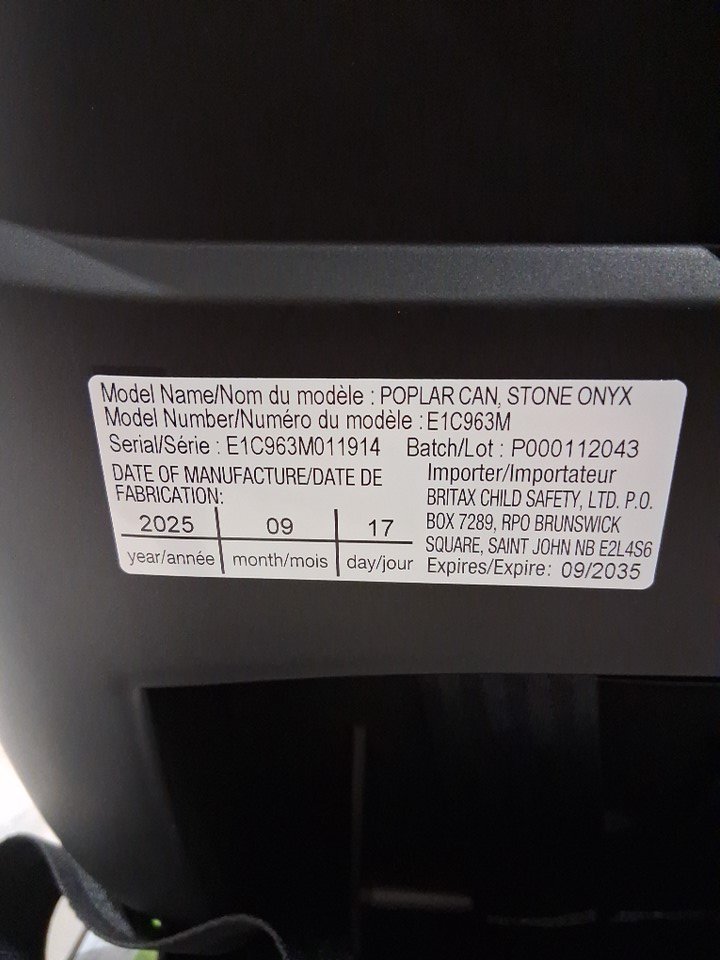 Model Name/Nom du modèle : POPLAR CAN, STONE ONYX
Model Number/Numéro du modèle : E1C963M
Serial/Série : E1C963M011914 Batch/Lot : P000112043
DATE OF MANUFACTURE/DATE DE
FABRICATION:
2025 09 17
year/année month/mois day/jour
Importer/Importateur
BRITAX CHILD SAFETY, LTD. P.O.
BOX 7289, RPO BRUNSWICK
SQUARE, SAINT JOHN NB E2L4S6
Expires/Expire: 09/2035